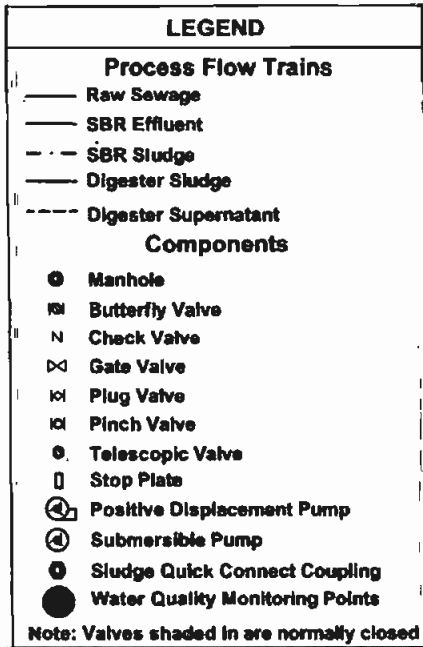 LEGEND
Process Flow Trains
Raw Sewage
SBR Effluent
SBR Sludge
Digester Sludge
Digester Supernatant
Components
Manhole
Butterfly Valve
N Check Valve
Gate Valve
Plug Valve
Pinch Valve
Telescopic Valve
Stop Plate
Positive Displacement Pump
Submersible Pump
Sludge Quick Connect Coupling
Water Quality Monitoring Points
Note: Valves shaded in are normally closed